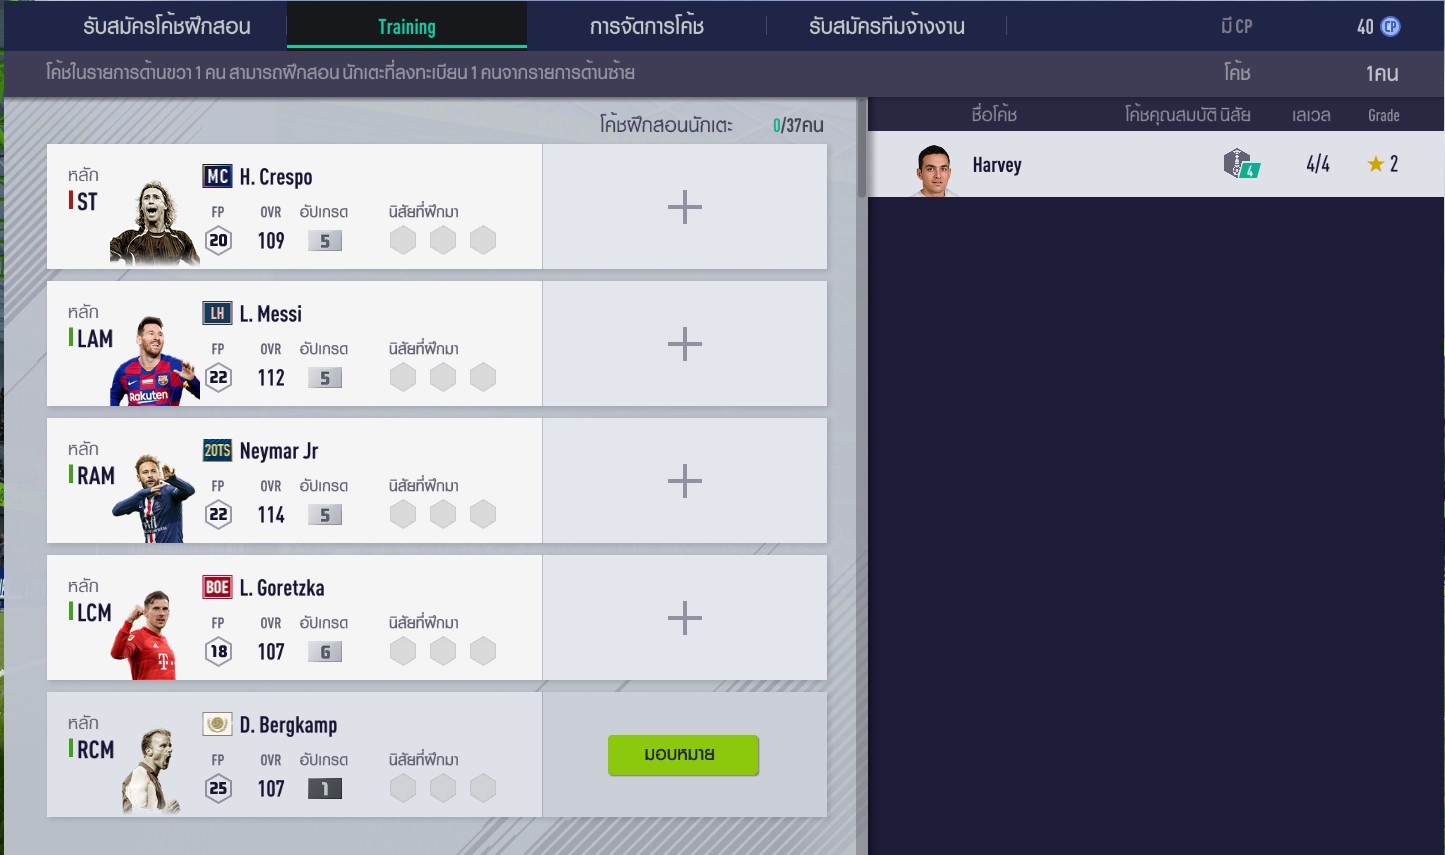 รับสมัครโค้ชฝึกสอน Training การจัดการโค้ช รับสมัครทีมจ้างงาน มี CP 40 CP
โค้ชในรายการด้านขวา 1 คน สามารถฝึกสอน นักเตะที่ลงทะเบียน 1 คนจากรายการด้านซ้าย โค้ช 1คน
โค้ชฝึกสอนนักเตะ 0/37คน
ชื่อโค้ช โค้ชคุณสมบัติ นิสัย เลเวล Grade
Harvey 4 4/4 2
หลัก MC H. Crespo
ST FP OVR อัปเกรด นิสัยที่ฝึกมา
20 109 5
หลัก LH L. Messi
LAM FP OVR อัปเกรด นิสัยที่ฝึกมา
Rakuten 22 112 5
หลัก 20TS Neymar Jr
RAM FP OVR อัปเกรด นิสัยที่ฝึกมา
22 114 5
หลัก BOE L. Goretzka
LCM FP OVR อัปเกรด นิสัยที่ฝึกมา
T 18 107 6
หลัก D. Bergkamp
RCM FP OVR อัปเกรด นิสัยที่ฝึกมา
25 107 1
มอบหมาย